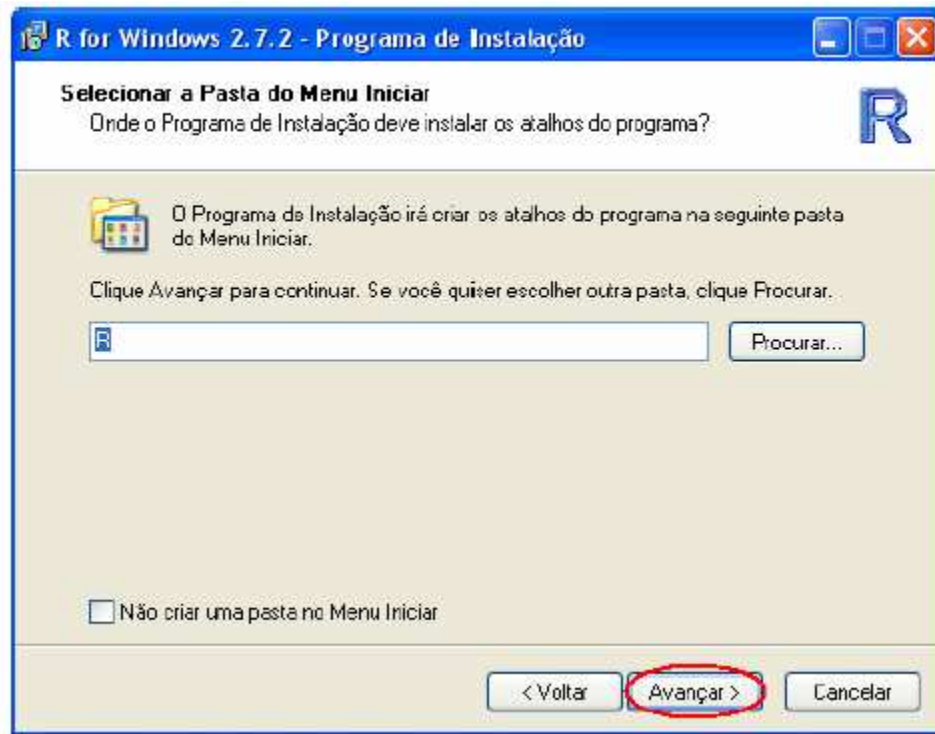 R for Windows 2.7.2 - Programa de Instalação
Selecionar a Pasta do Menu Iniciar
Onde o Programa de Instalação deve instalar os atalhos do programa?
R
O Programa de Instalação irá criar os atalhos do programa na seguinte pasta
do Menu Iniciar.
Clique Avançar para continuar. Se você quiser escolher outra pasta, clique Procurar.
R
Procurar...
Não criar uma pasta no Menu Iniciar
< Voltar
Avançar >
Cancelar